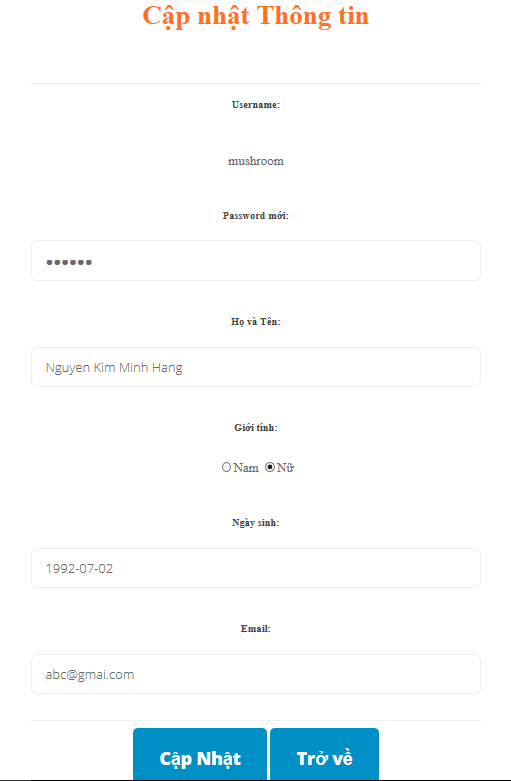 Cập nhật Thông tin
Username:
mushroom
Password mới:
••••••
Họ và Tên:
Nguyen Kim Minh Hang
Giới tính:
Nam Nữ
Ngày sinh:
1992-07-02
Email:
abc@gmai.com
Cập Nhật Trở về